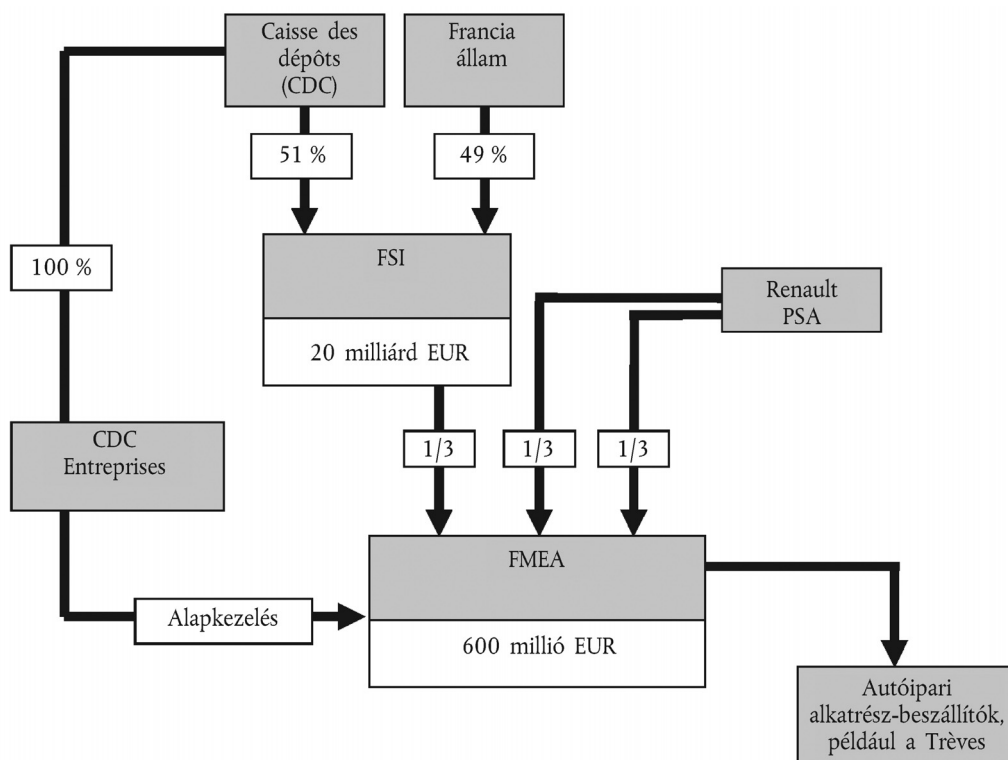 Caisse des
dépôts
(CDC)
Francia
állam
51 %
49 %
100 %
FSI
20 milliárd EUR
Renault
PSA
CDC
Entreprises
1/3
1/3
1/3
FMEA
600 millió EUR
Alapkezelés
Autóipari
alkatrész-beszállítók,
például a Trèves